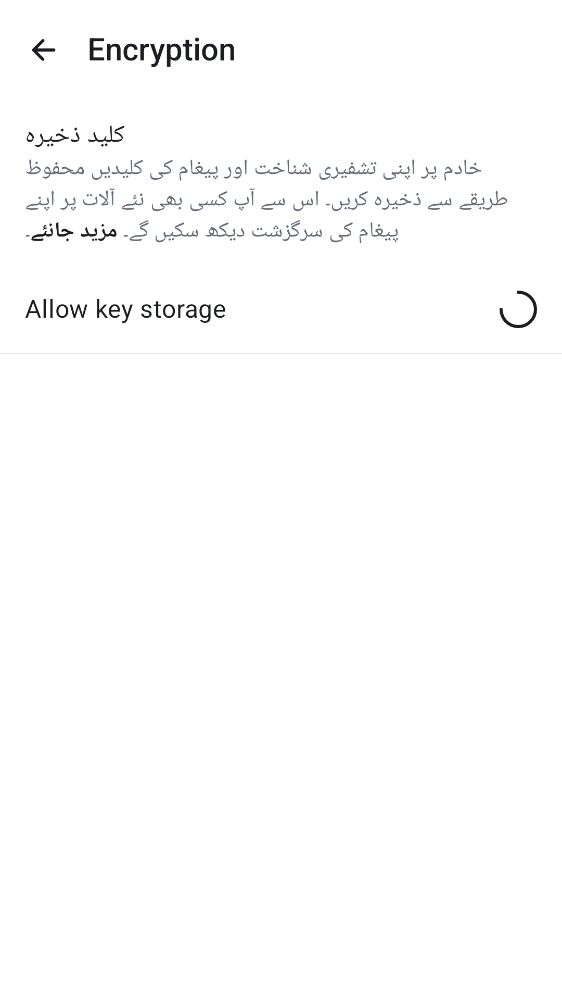 Encryption
کلید ذخیرہ
خادم پر اپنی تشفیری شناخت اور پیغام کی کلیدیں محفوظ
طریقے سے ذخیرہ کریں۔ اس سے آپ کسی بھی نئے آلات پر اپنے
پیغام کی سرگزشت دیکھ سکیں گے۔ مزید جانئے۔
Allow key storage